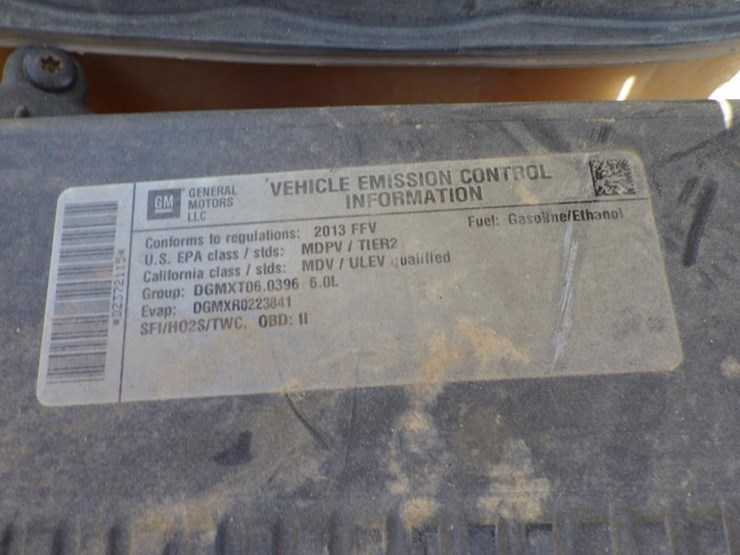 GM
GENERAL
MOTORS
LLC
VEHICLE EMISSION CONTROL
INFORMATION
Conforms to regulations: 2013 FFV
Fuel: Gasoline/Ethanol
U.S. EPA class / stds: MDPV / TIER2
California class / stds: MDV / ULEV qualified
Group: DGMXT06.0396 6.0L
Evap: DGMXR0223841
SFI/HO2S/TWC, OBD: II
*D2372115*